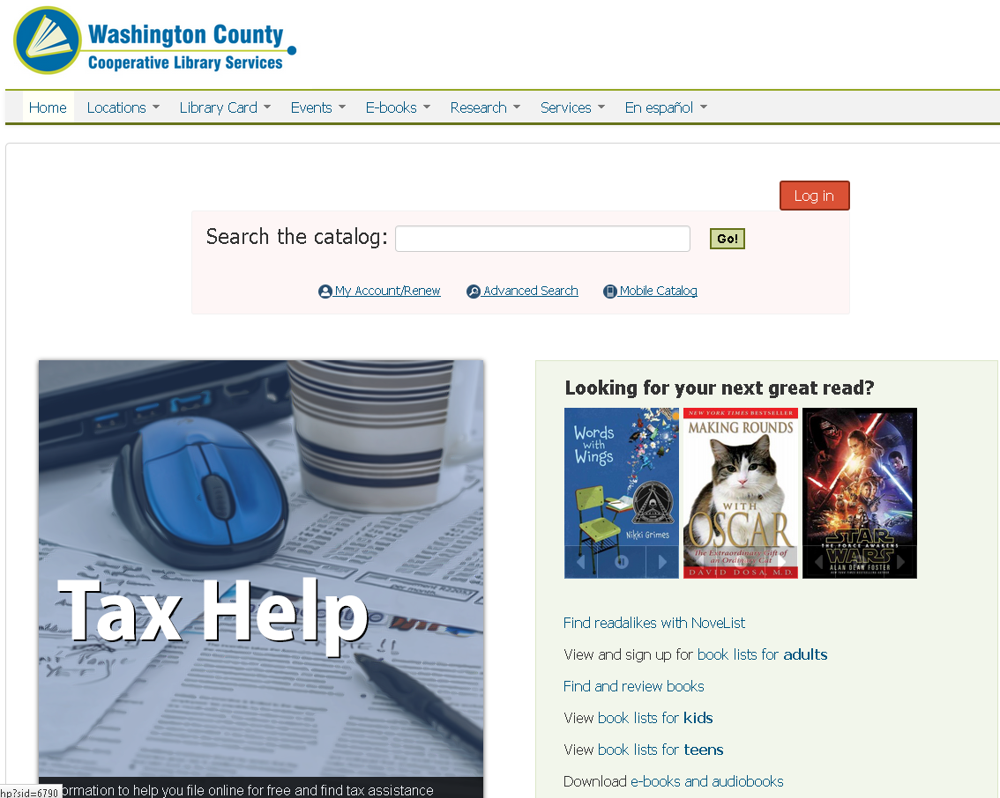 Washington County
Cooperative Library Services
Home Locations Library Card Events E-books Research Services En español
Log in
Search the catalog: Go!
My Account/Renew Advanced Search Mobile Catalog
Looking for your next great read?
Words
with
Wings
Nikki Grimes
NEW YORK TIMES BESTSELLER
MAKING ROUNDS
WITH
OSCAR
The Extraordinary Gift of
an Ordinary Cat
DAVID DOSA, M.D.
STAR
THE FORCE AWAKENS
WARS
ALAN DEAN FOSTER
Tax Help
Find readalikes with NoveList
View and sign up for book lists for adults
Find and review books
View book lists for kids
View book lists for teens
Download e-books and audiobooks
ormation to help you file online for free and find tax assistance
hp?sid=6790